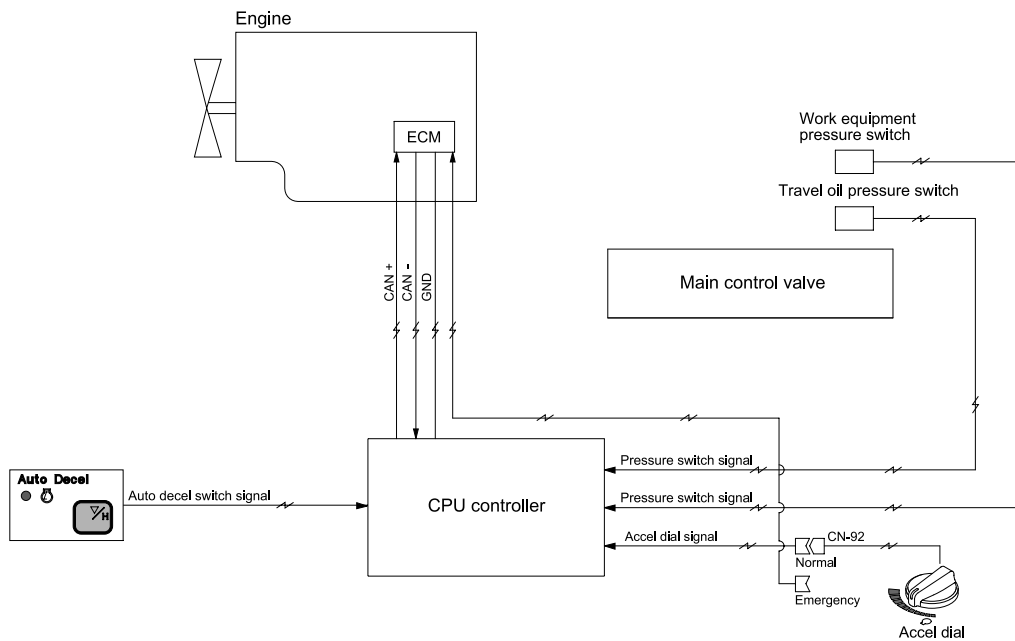 Engine
ECM
Work equipment
pressure switch
Travel oil pressure switch
Main control valve
CAN +
CAN -
GND
Auto Decel
Auto decel switch signal
CPU controller
Pressure switch signal
Pressure switch signal
Accel dial signal
CN-92
Normal
Emergency
Accel dial